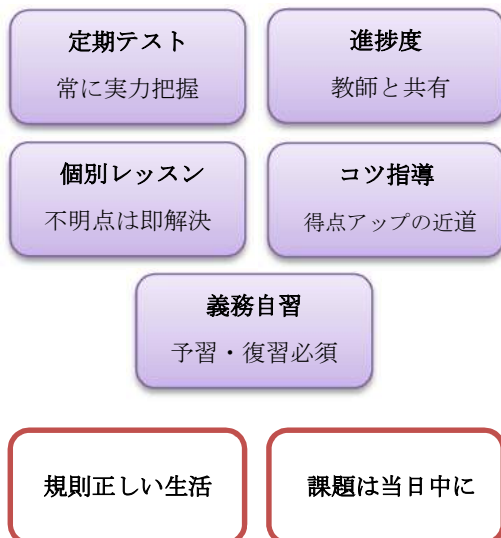 定期テスト
常に実力把握
進捗度
教師と共有
個別レッスン
不明点は即解決
コツ指導
得点アップの近道
義務自習
予習・復習必須
規則正しい生活
課題は当日中に